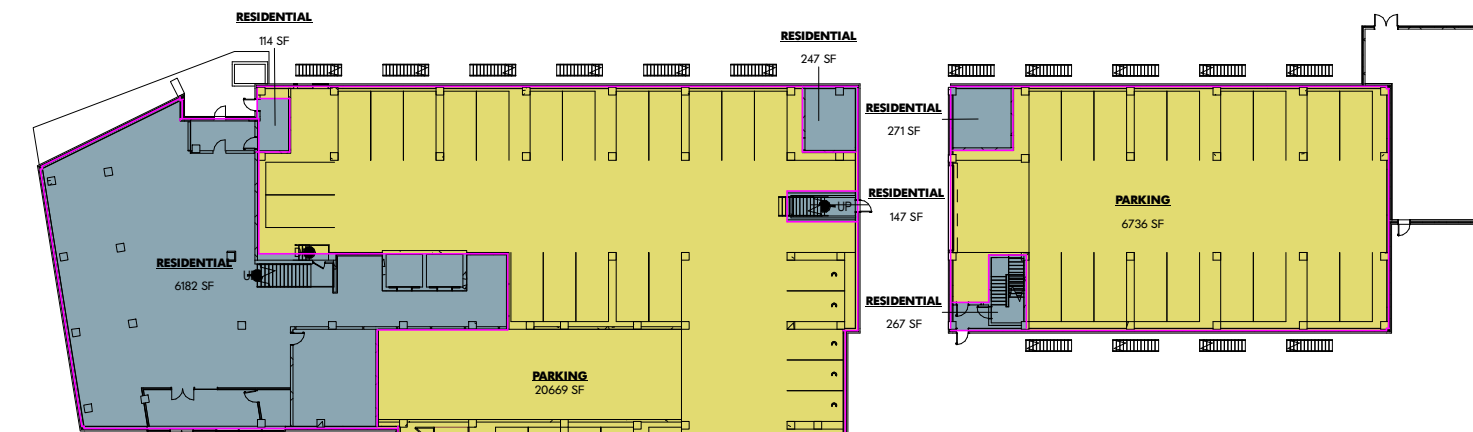 RESIDENTIAL
114 SF
RESIDENTIAL
247 SF
RESIDENTIAL
271 SF
RESIDENTIAL
147 SF
UP
PARKING
6736 SF
RESIDENTIAL
6182 SF
RESIDENTIAL
267 SF
PARKING
20669 SF